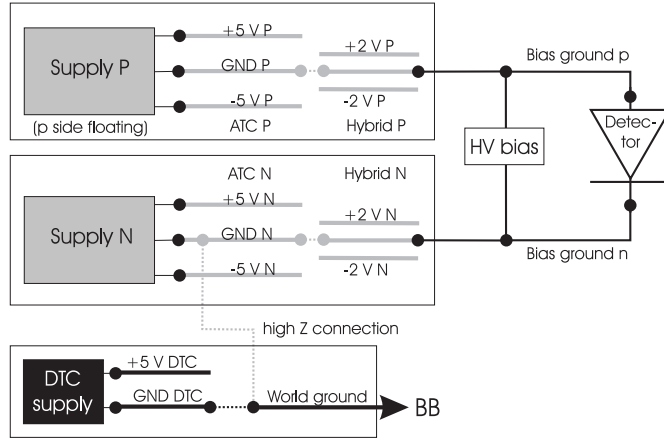 +5 V P
+2 V P
Supply P
GND P
-5 V P
-2 V P
(p side floating)
ATC P
Hybrid P
Bias ground p
HV bias
Detec-
tor
ATC N
Hybrid N
+5 V N
+2 V N
Supply N
GND N
-5 V N
-2 V N
Bias ground n
high Z connection
DTC
supply
+5 V DTC
GND DTC
World ground
BB